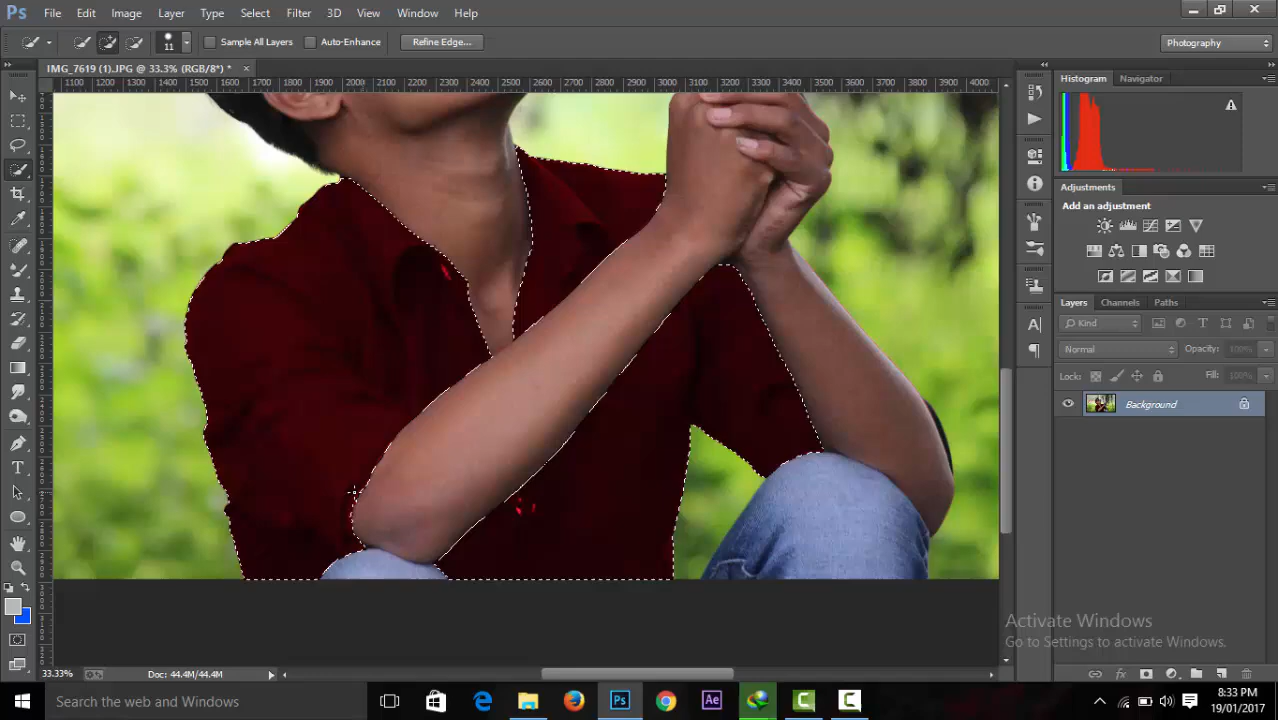 Ps File Edit Image Layer Type Select Filter 3D View Window Help
11 Sample All Layers Auto-Enhance Refine Edge... Photography
IMG_7619 (1).JPG @ 33.3% (RGB/8*) *
1100 1200 1300 1400 1500 1600 1700 1800 1900 2000 2100 2200 2300 2400 2500 2600 2700 2800 2900 3000 3100 3200 3300 3400 3500 3600 3700 3800 3900 4000
Histogram Navigator
Adjustments
Add an adjustment
Layers Channels Paths
Kind
Normal Opacity: 100%
Lock: Fill: 100%
Background
Activate Windows
Go to Settings to activate Windows.
33.33% Doc: 44.4M/44.4M
Search the web and Windows
Ps Ae
8:33 PM
19/01/2017